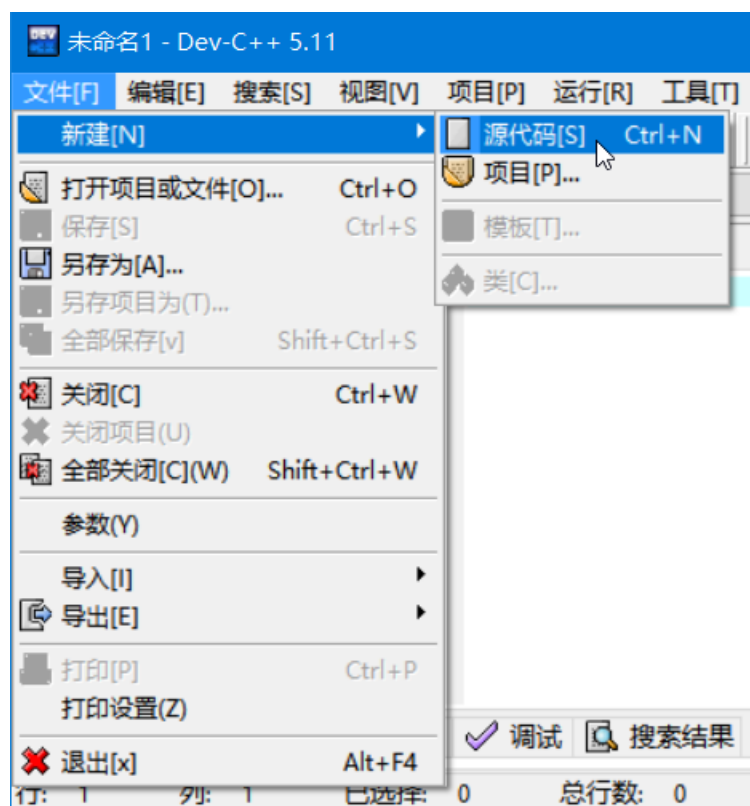 DEV
未命名1 - Dev-C++ 5.11
文件[F] 编辑[E] 搜索[S] 视图[V] 项目[P] 运行[R] 工具[T]
新建[N]
源代码[S] Ctrl+N
项目[P]...
模板[T]...
类[C]...
打开项目或文件[O]... Ctrl+O
保存[S] Ctrl+S
另存为[A]...
另存项目为(T)...
全部保存[v] Shift+Ctrl+S
关闭[C] Ctrl+W
关闭项目(U)
全部关闭[C](W) Shift+Ctrl+W
参数(Y)
导入[I]
导出[E]
打印[P] Ctrl+P
打印设置(Z)
退出[x] Alt+F4
调试 搜索结果
行: 1 列: 1 已选择: 0 总行数: 0